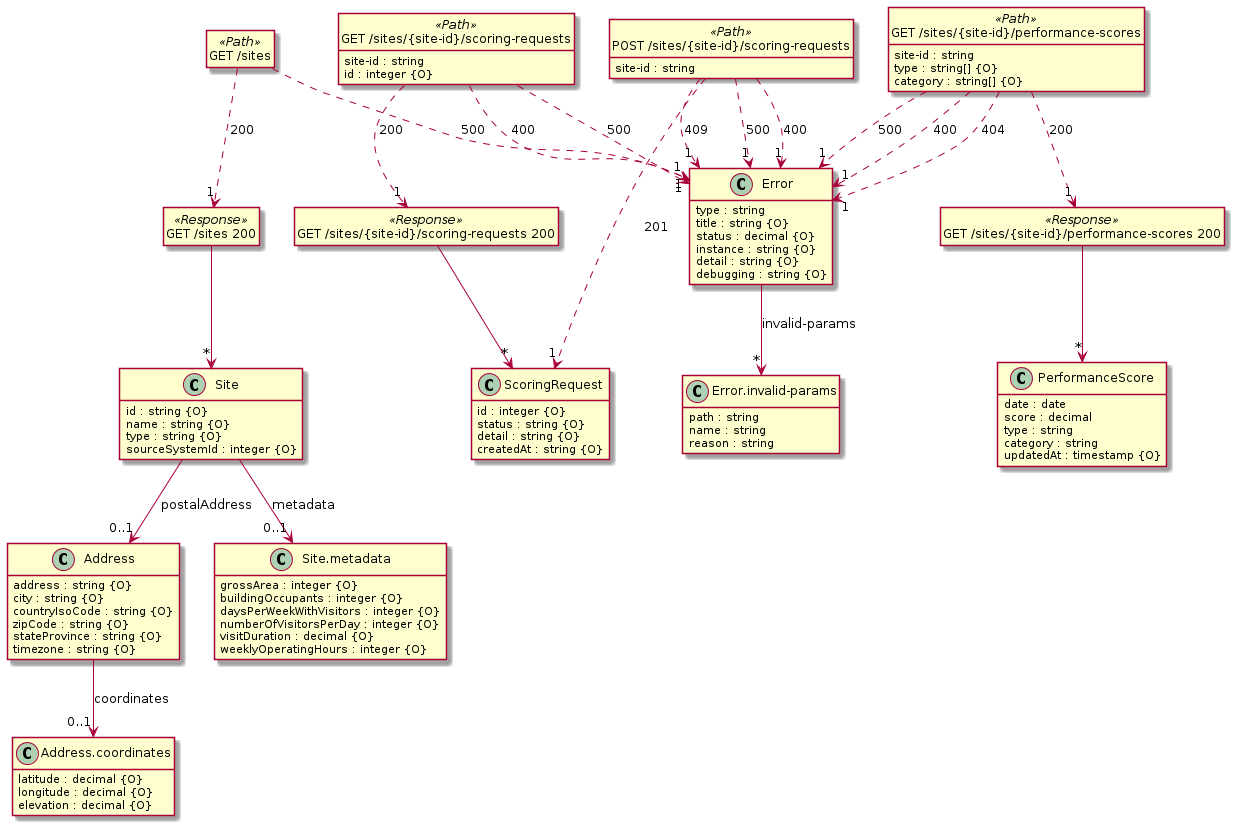 «Path»
GET /sites
«Path»
GET /sites/{site-id}/scoring-requests
site-id : string
id : integer {O}
«Path»
POST /sites/{site-id}/scoring-requests
site-id : string
«Path»
GET /sites/{site-id}/performance-scores
site-id : string
type : string[] {O}
category : string[] {O}
200
200
500
400
500
409
500
400
500
400
404
200
1
1
1
1
1
1
1
1
1
1
1
1
«Response»
GET /sites 200
«Response»
GET /sites/{site-id}/scoring-requests 200
201
Error
type : string
title : string {O}
status : decimal {O}
instance : string {O}
detail : string {O}
debugging : string {O}
«Response»
GET /sites/{site-id}/performance-scores 200
invalid-params
*
*
1
*
*
Site
id : string {O}
name : string {O}
type : string {O}
sourceSystemId : integer {O}
ScoringRequest
id : integer {O}
status : string {O}
detail : string {O}
createdAt : string {O}
Error.invalid-params
path : string
name : string
reason : string
PerformanceScore
date : date
score : decimal
type : string
category : string
updatedAt : timestamp {O}
postalAddress
metadata
0..1
0..1
Address
address : string {O}
city : string {O}
countryIsoCode : string {O}
zipCode : string {O}
stateProvince : string {O}
timezone : string {O}
Site.metadata
grossArea : integer {O}
buildingOccupants : integer {O}
daysPerWeekWithVisitors : integer {O}
numberOfVisitorsPerDay : integer {O}
visitDuration : decimal {O}
weeklyOperatingHours : integer {O}
coordinates
0..1
Address.coordinates
latitude : decimal {O}
longitude : decimal {O}
elevation : decimal {O}